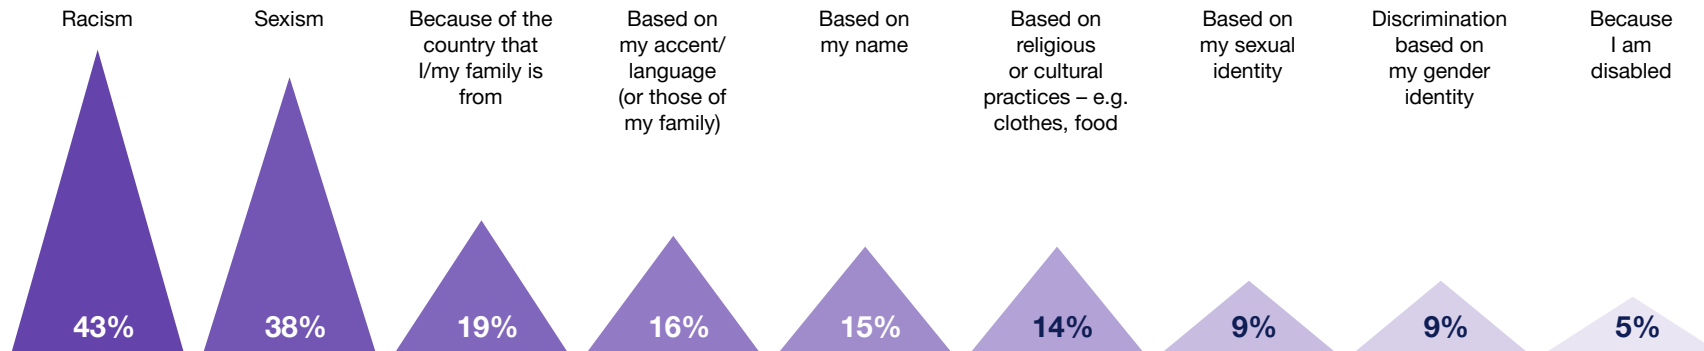 Racism
Sexism
Because of the
country that
I/my family is
from
Based on
my accent/
language
(or those of
my family)
Based on
my name
Based on
religious
or cultural
practices – e.g.
clothes, food
Based on
my sexual
identity
Discrimination
based on
my gender
identity
Because
I am
disabled
43%
38%
19%
16%
15%
14%
9%
9%
5%